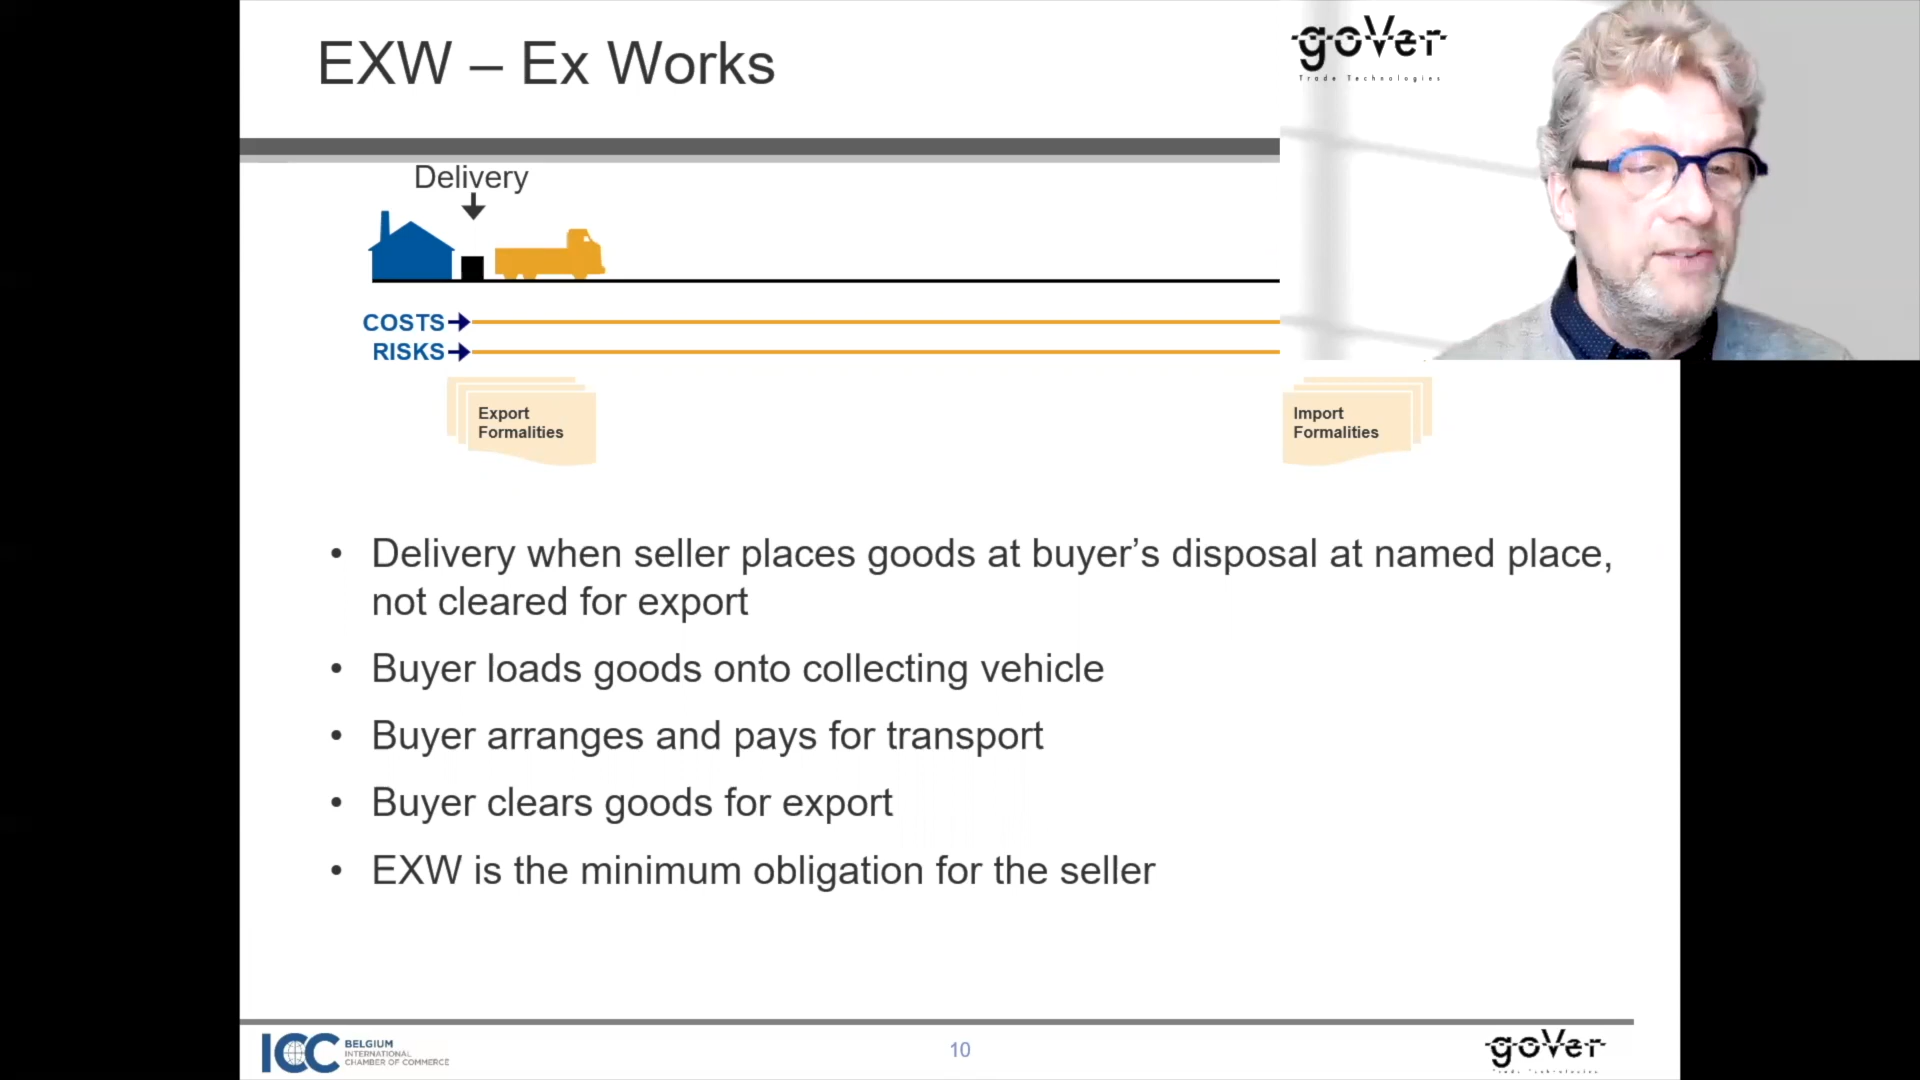 EXW – Ex Works
goVer
Trade Technologies
Delivery
COSTS
RISKS
Export
Formalities
Import
Formalities
• Delivery when seller places goods at buyer’s disposal at named place,
not cleared for export
• Buyer loads goods onto collecting vehicle
• Buyer arranges and pays for transport
• Buyer clears goods for export
• EXW is the minimum obligation for the seller
ICC
BELGIUM
INTERNATIONAL
CHAMBER OF COMMERCE
10
goVer